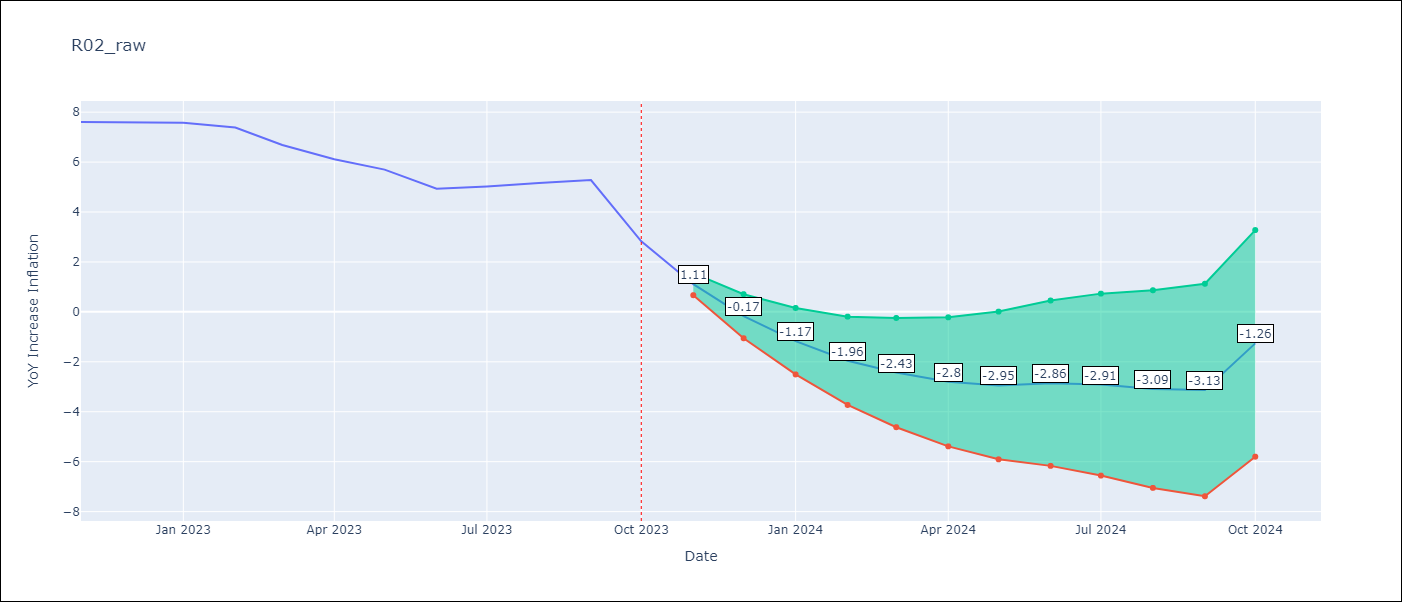 R02_raw
8
6
4
2
0
−2
−4
−6
−8
YoY Increase Inflation
1.11
-0.17
-1.17
-1.96
-2.43
-2.8
-2.95
-2.86
-2.91
-3.09
-3.13
-1.26
Jan 2023
Apr 2023
Jul 2023
Oct 2023
Jan 2024
Apr 2024
Jul 2024
Oct 2024
Date